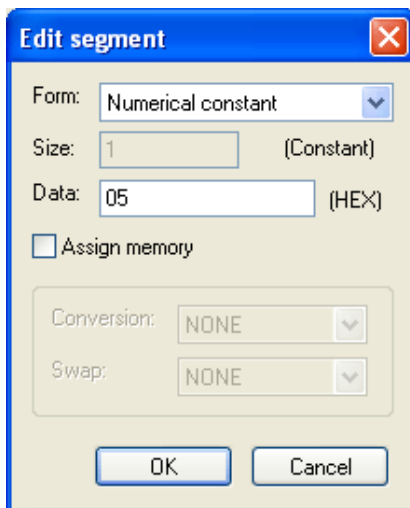 Edit segment
Form: Numerical constant
Size: 1 (Constant)
Data: 05 (HEX)
Assign memory
Conversion: NONE
Swap: NONE
OK Cancel